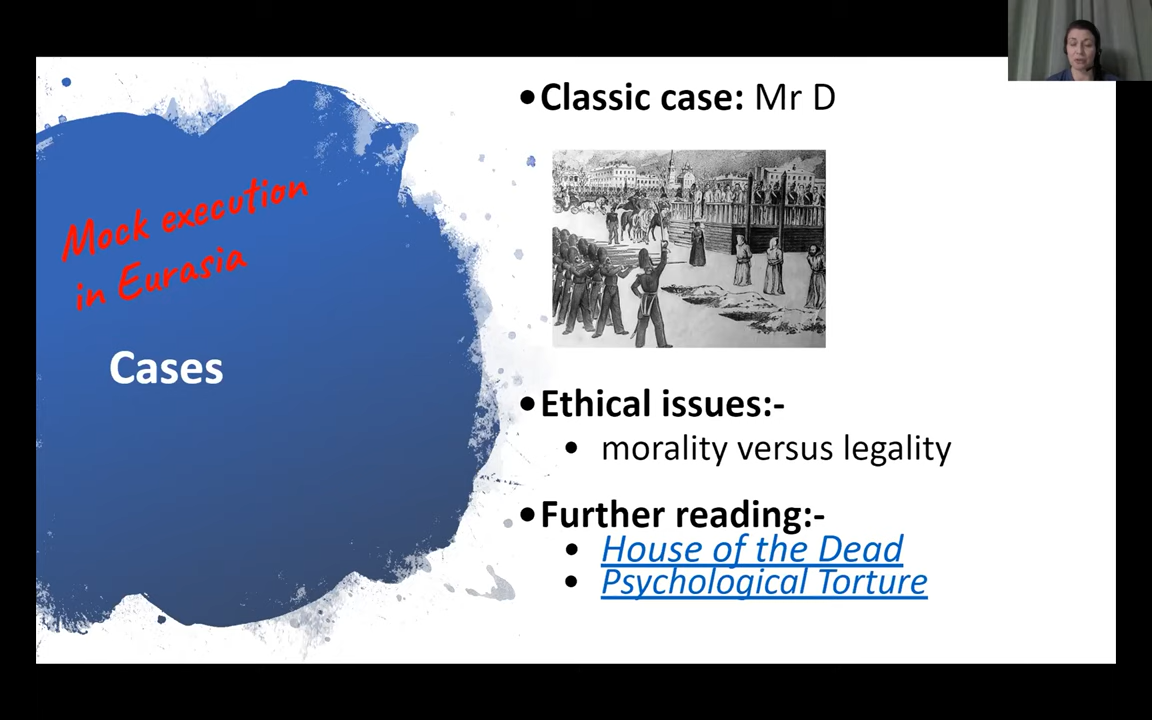 Mock execution
in Eurasia
Cases
•Classic case: Mr D
•Ethical issues:-
• morality versus legality
•Further reading:-
• House of the Dead
• Psychological Torture